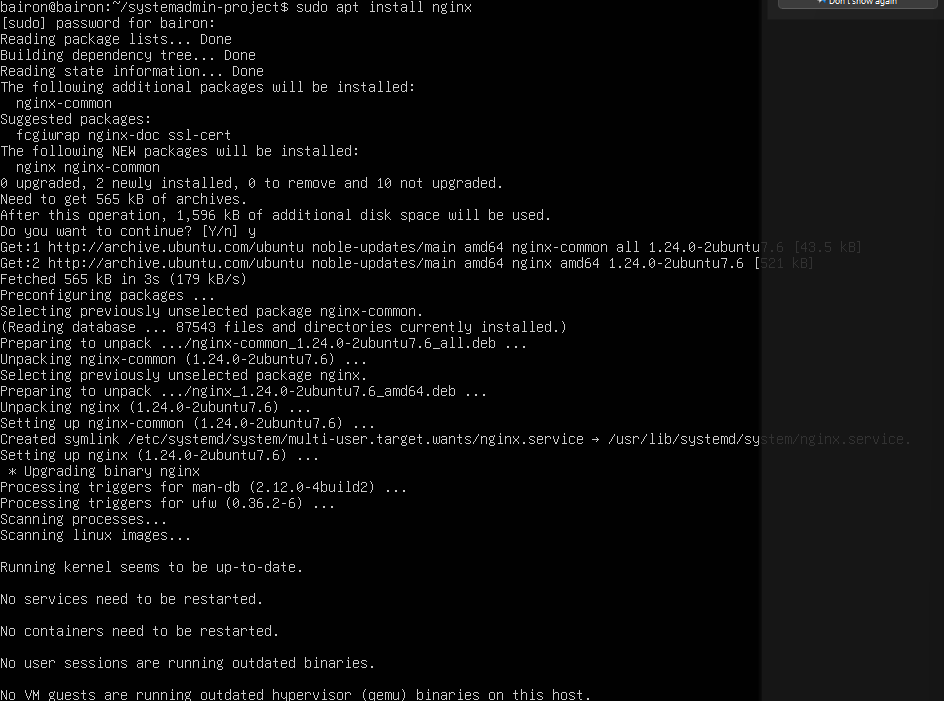 bairon@bairon:~/systemadmin-project$ sudo apt install nginx
Don't show again
[sudo] password for bairon:
Reading package lists... Done
Building dependency tree... Done
Reading state information... Done
The following additional packages will be installed:
  nginx-common
Suggested packages:
  fcgiwrap nginx-doc ssl-cert
The following NEW packages will be installed:
  nginx nginx-common
0 upgraded, 2 newly installed, 0 to remove and 10 not upgraded.
Need to get 565 kB of archives.
After this operation, 1,596 kB of additional disk space will be used.
Do you want to continue? [Y/n] y
Get:1 http://archive.ubuntu.com/ubuntu noble-updates/main amd64 nginx-common all 1.24.0-2ubuntu7.6 [43.5 kB]
Get:2 http://archive.ubuntu.com/ubuntu noble-updates/main amd64 nginx amd64 1.24.0-2ubuntu7.6 [521 kB]
Fetched 565 kB in 3s (179 kB/s)
Preconfiguring packages ...
Selecting previously unselected package nginx-common.
(Reading database ... 87543 files and directories currently installed.)
Preparing to unpack .../nginx-common_1.24.0-2ubuntu7.6_all.deb ...
Unpacking nginx-common (1.24.0-2ubuntu7.6) ...
Selecting previously unselected package nginx.
Preparing to unpack .../nginx_1.24.0-2ubuntu7.6_amd64.deb ...
Unpacking nginx (1.24.0-2ubuntu7.6) ...
Setting up nginx-common (1.24.0-2ubuntu7.6) ...
Created symlink /etc/systemd/system/multi-user.target.wants/nginx.service → /usr/lib/systemd/system/nginx.service.
Setting up nginx (1.24.0-2ubuntu7.6) ...
 * Upgrading binary nginx
Processing triggers for man-db (2.12.0-4build2) ...
Processing triggers for ufw (0.36.2-6) ...
Scanning processes...
Scanning linux images...
Running kernel seems to be up-to-date.
No services need to be restarted.
No containers need to be restarted.
No user sessions are running outdated binaries.
No VM guests are running outdated hypervisor (qemu) binaries on this host.